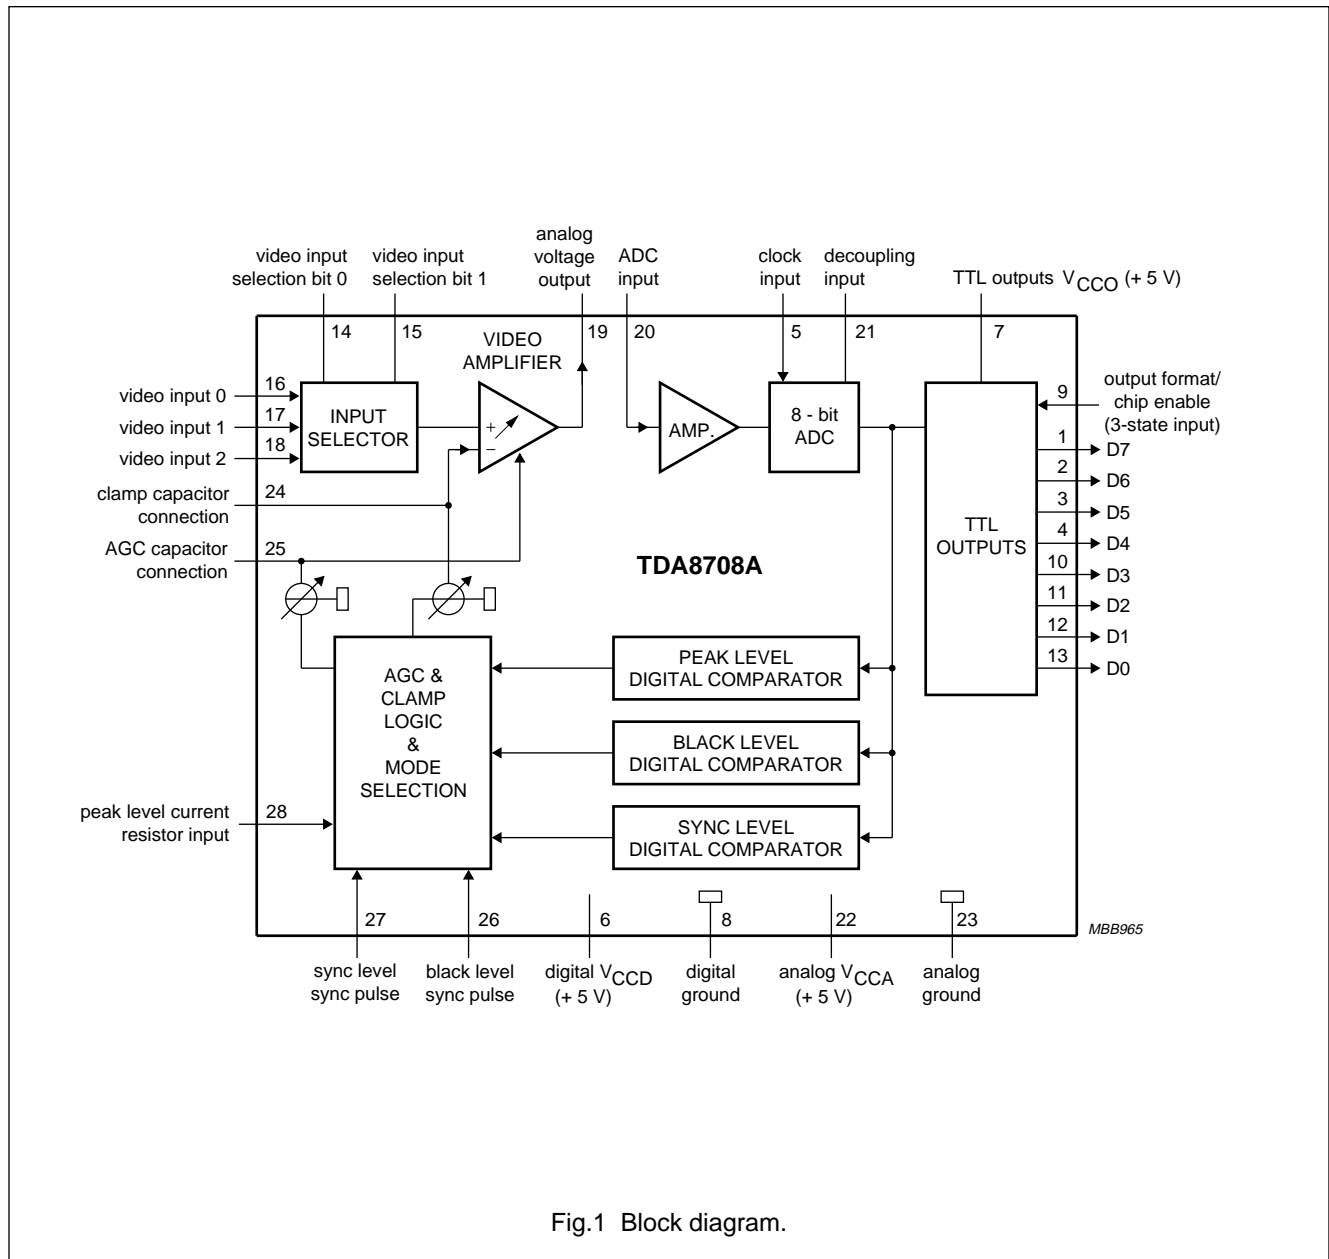 video input
selection bit 0
video input
selection bit 1
analog
voltage
output
ADC
input
clock
input
decoupling
input
TTL outputs VCCO (+ 5 V)
14
15
19
20
5
21
7
VIDEO
AMPLIFIER
video input 0
16
video input 1
17
video input 2
18
INPUT
SELECTOR
+
−
AMP.
8 - bit
ADC
9
output format/
chip enable
(3-state input)
1
D7
2
D6
3
D5
4
D4
10
D3
11
D2
12
D1
13
D0
TTL
OUTPUTS
clamp capacitor
connection
24
AGC capacitor
connection
25
TDA8708A
AGC &
CLAMP
LOGIC
&
MODE
SELECTION
PEAK LEVEL
DIGITAL COMPARATOR
BLACK LEVEL
DIGITAL COMPARATOR
SYNC LEVEL
DIGITAL COMPARATOR
peak level current
resistor input
28
27
26
6
8
22
23
MBB965
sync level
sync pulse
black level
sync pulse
digital VCCD
(+ 5 V)
digital
ground
analog VCCA
(+ 5 V)
analog
ground
Fig.1 Block diagram.